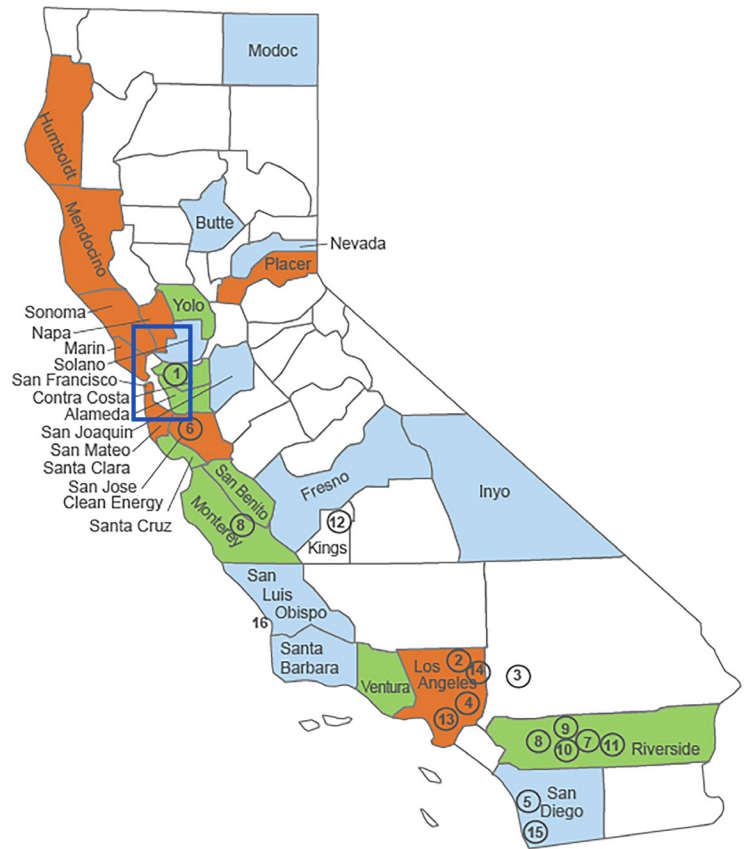 Modoc
Humboldt
Mendocino
Butte
Nevada
Placer
Yolo
Sonoma
Napa
Marin
Solano
San Francisco
Contra Costa
Alameda
San Joaquin
San Mateo
Santa Clara
San Jose
Clean Energy
Santa Cruz
1
6
San Benito
Monterey
8
Fresno
12
Kings
Inyo
San
Luis
Obispo
16
Santa
Barbara
Ventura
Los
Angeles
2
14
3
4
13
9
8
10
7
11
Riverside
5
San
Diego
15